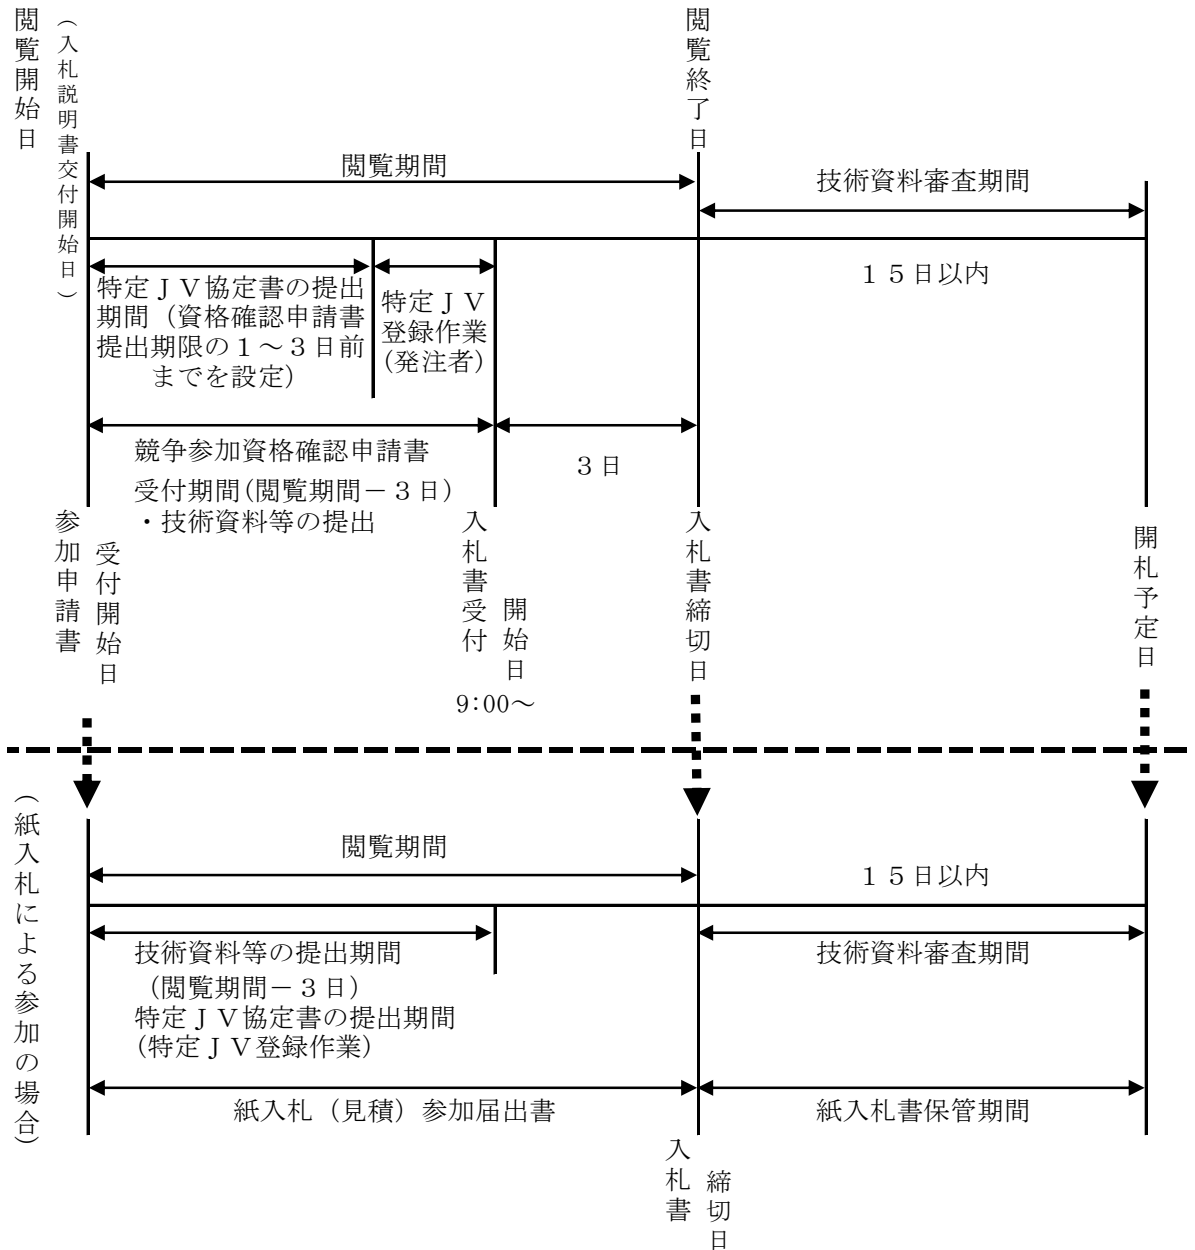 閲覧開始日
（入札説明書交付開始日）
閲覧終了日
閲覧期間
技術資料審査期間
１５日以内
特定ＪＶ協定書の提出
期間（資格確認申請書
提出期限の１～３日前
までを設定）
特定ＪＶ
登録作業
（発注者）
競争参加資格確認申請書
受付期間（閲覧期間－３日）
・技術資料等の提出
３日
参加申請書
受付開始日
入札書受付
開始日
9:00～
入札書締切日
開札予定日
（紙入札による参加の場合）
閲覧期間
１５日以内
技術資料等の提出期間
（閲覧期間－３日）
特定ＪＶ協定書の提出期間
（特定ＪＶ登録作業）
技術資料審査期間
紙入札（見積）参加届出書
紙入札書保管期間
入札書
締切日